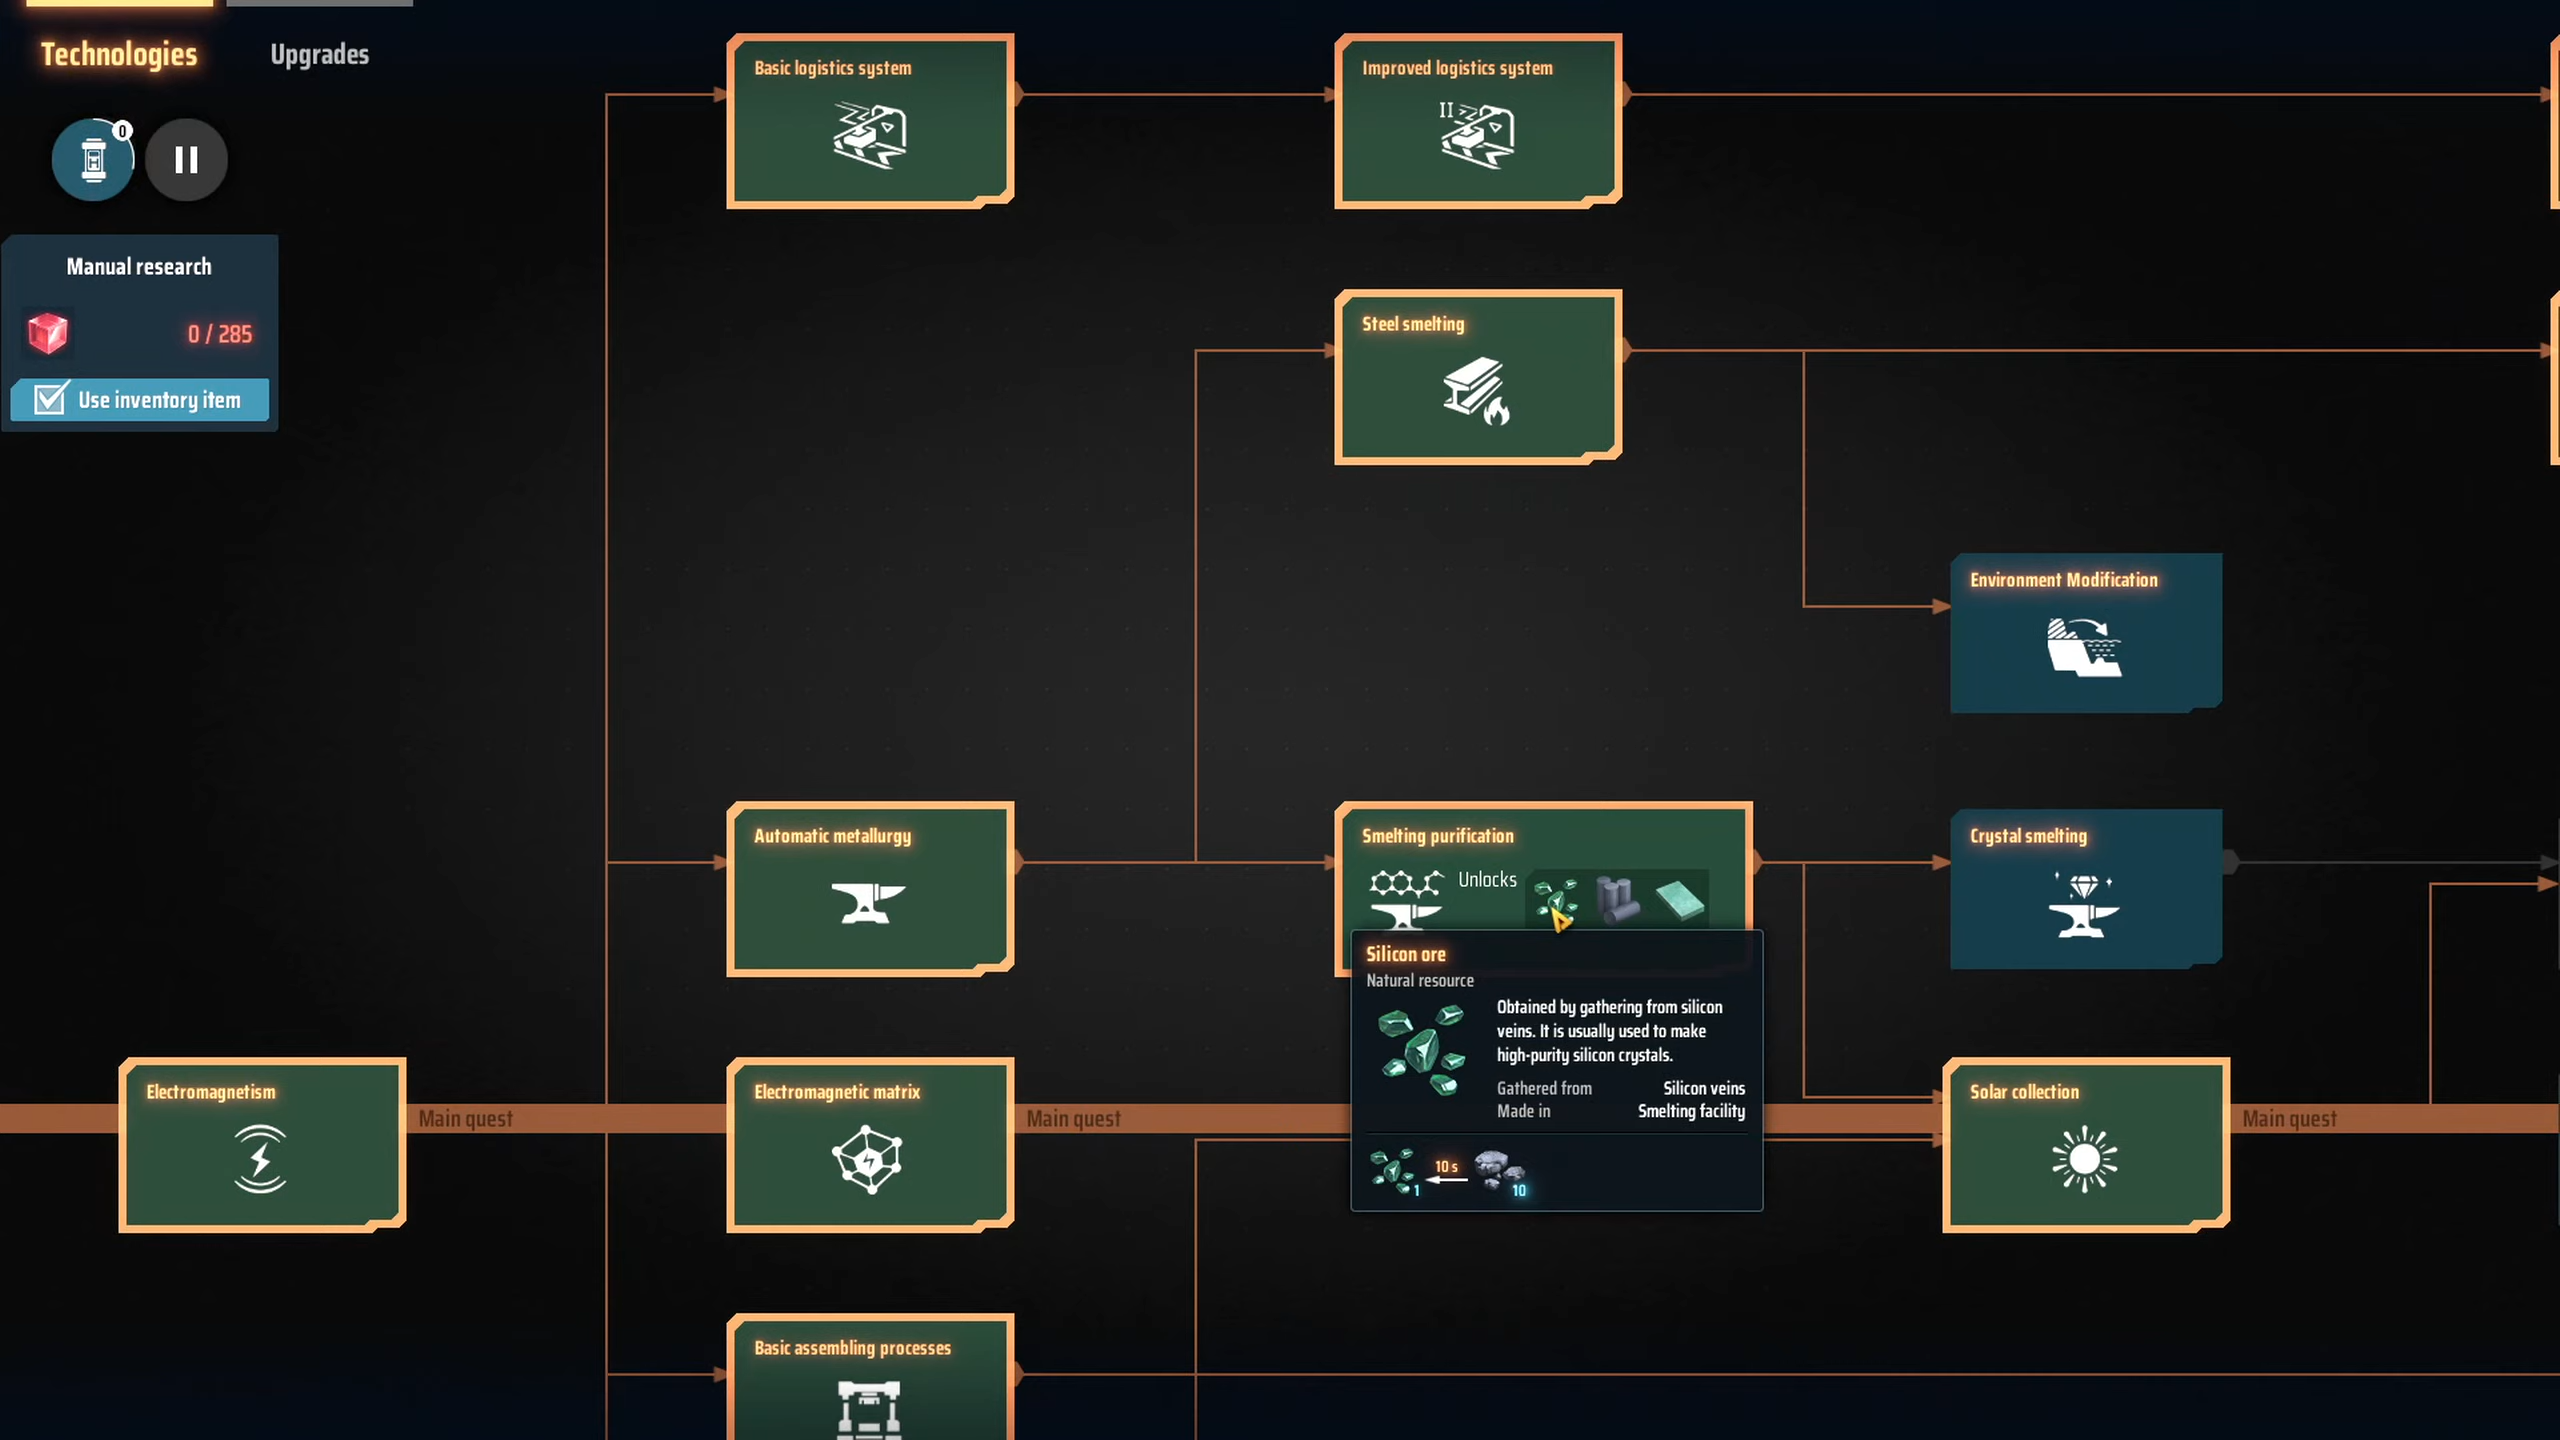 Technologies
Upgrades
0
Manual research
0 / 285
Use inventory item
Basic logistics system
Improved logistics system
II
Steel smelting
Environment Modification
Automatic metallurgy
Smelting purification
Unlocks
Crystal smelting
Silicon ore
Natural resource
Obtained by gathering from silicon
veins. It is usually used to make
high-purity silicon crystals.
Gathered from Silicon veins
Made in Smelting facility
10 s
1
10
Electromagnetism
Main quest
Electromagnetic matrix
Main quest
Solar collection
Main quest
Basic assembling processes